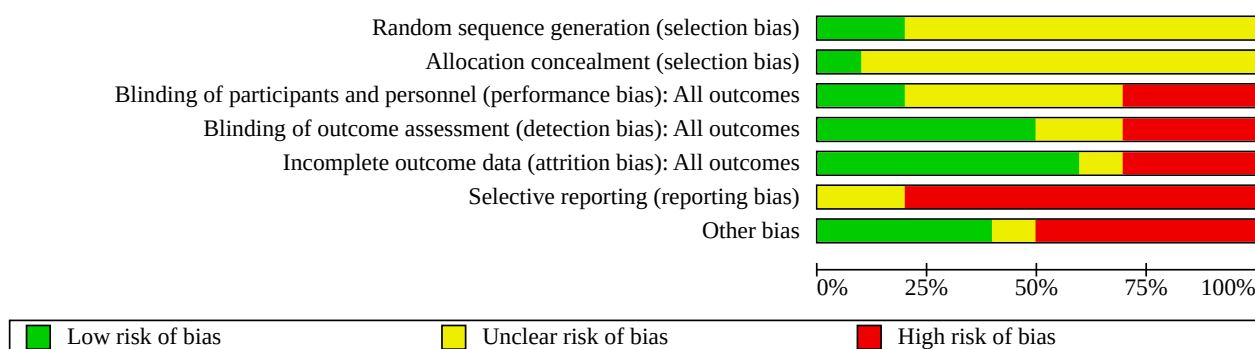 Random sequence generation (selection bias)
Allocation concealment (selection bias)
Blinding of participants and personnel (performance bias): All outcomes
Blinding of outcome assessment (detection bias): All outcomes
Incomplete outcome data (attrition bias): All outcomes
Selective reporting (reporting bias)
Other bias
0% 25% 50% 75% 100%
Low risk of bias Unclear risk of bias High risk of bias